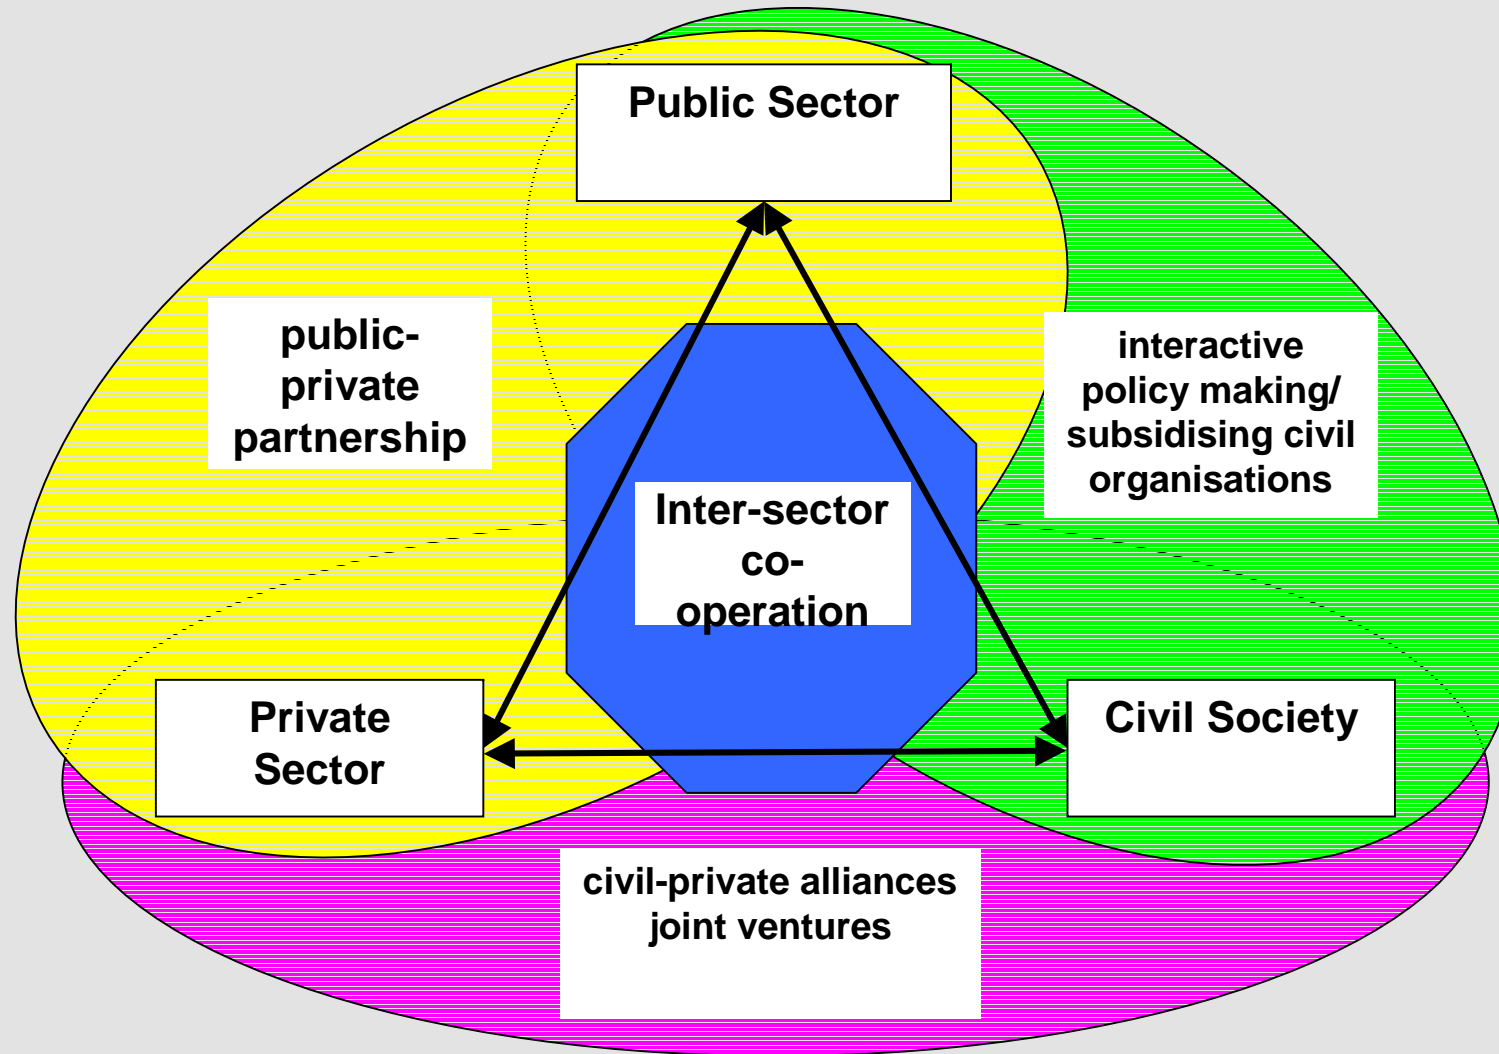 Public Sector
public-
private
partnership
interactive
policy making/
subsidising civil
organisations
Inter-sector
co-
operation
Private
Sector
Civil Society
civil-private alliances
joint ventures